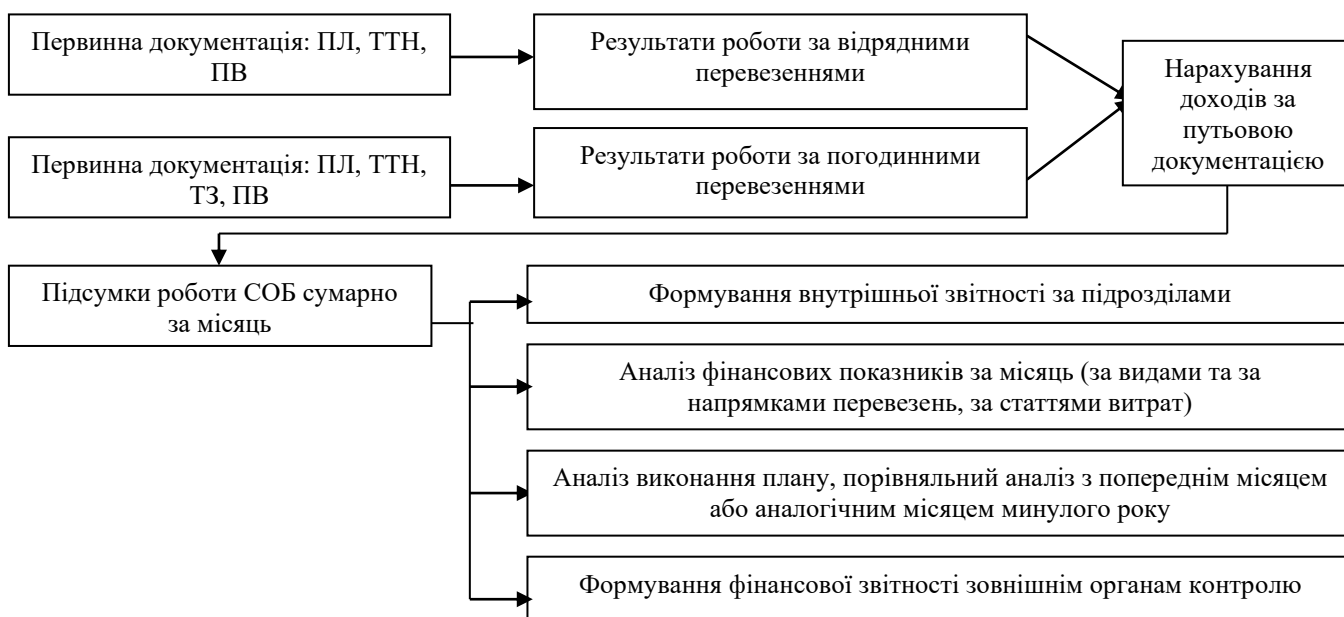 Первинна документація: ПЛ, ТТН,
ПВ
Результати роботи за відрядними
перевезеннями
Нарахування
доходів за
путьовою
документацією
Первинна документація: ПЛ, ТТН,
ТЗ, ПВ
Результати роботи за погодинними
перевезеннями
Підсумки роботи СОБ сумарно
за місяць
Формування внутрішньої звітності за підрозділами
Аналіз фінансових показників за місяць (за видами та за
напрямками перевезень, за статтями витрат)
Аналіз виконання плану, порівняльний аналіз з попереднім місяцем
або аналогічним місяцем минулого року
Формування фінансової звітності зовнішнім органам контролю